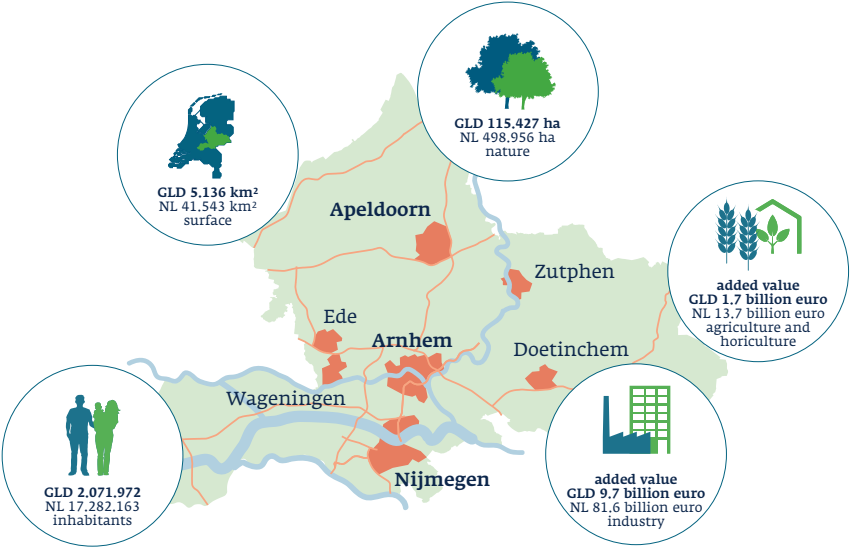 GLD 115,427 ha
NL 498,956 ha
nature
GLD 5,136 km²
NL 41,543 km²
surface
Apeldoorn
Zutphen
added value
GLD 1,7 billion euro
NL 13.7 billion euro
agriculture and
horiculture
Ede
Arnhem
Doetinchem
Wageningen
Nijmegen
GLD 2,071,972
NL 17,282,163
inhabitants
added value
GLD 9,7 billion euro
NL 81,6 billion euro
industry